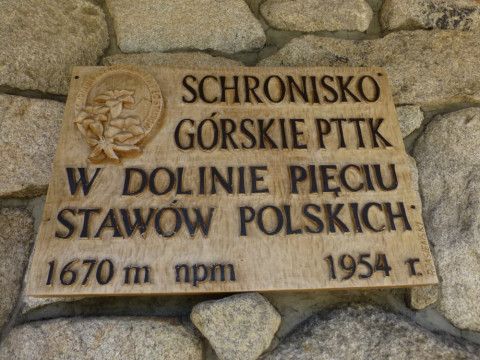 SCHRONISKO
GÓRSKIE PTTK
W DOLINIE PIĘCIU
STAWÓW POLSKICH
1670 m npm 1954 r.